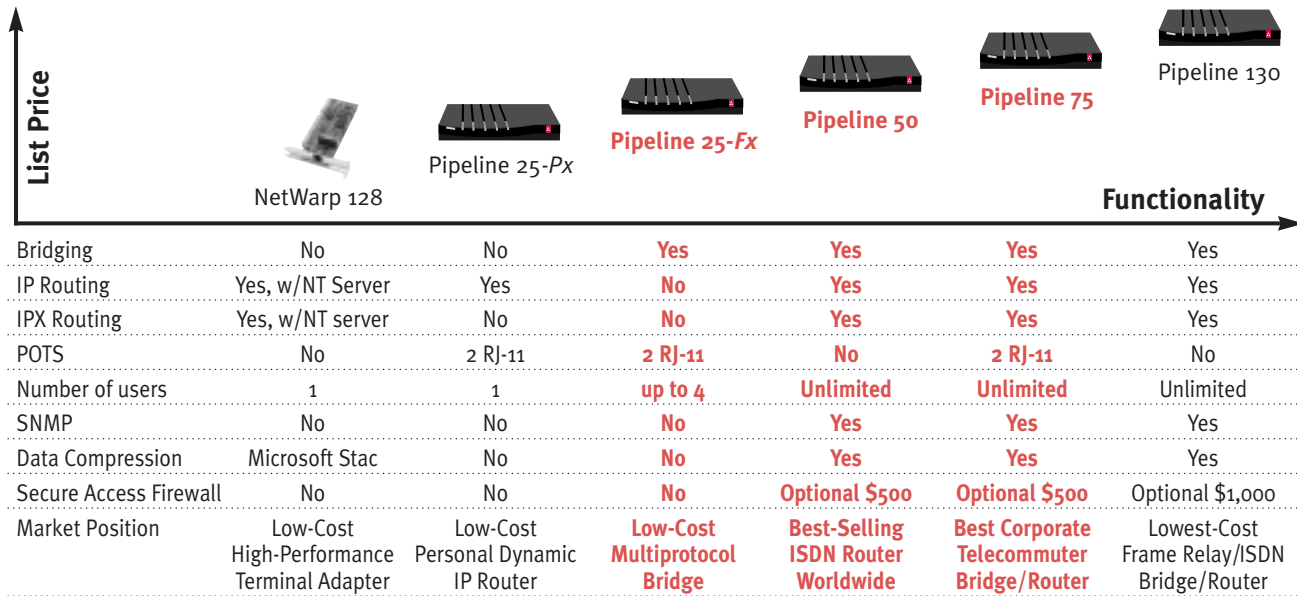 List Price
NetWarp 128
Pipeline 25-Px
Pipeline 25-Fx
Pipeline 50
Pipeline 75
Pipeline 130
Functionality
Bridging No No Yes Yes Yes Yes
IP Routing Yes, w/NT Server Yes No Yes Yes Yes
IPX Routing Yes, w/NT server No No Yes Yes Yes
POTS No 2 RJ-11 2 RJ-11 No 2 RJ-11 No
Number of users 1 1 up to 4 Unlimited Unlimited Unlimited
SNMP No No No Yes Yes Yes
Data Compression Microsoft Stac No No Yes Yes Yes
Secure Access Firewall No No No Optional $500 Optional $500 Optional $1,000
Market Position Low-Cost Low-Cost Low-Cost Best-Selling Best Corporate Lowest-Cost
High-Performance Personal Dynamic Multiprotocol ISDN Router Telecommuter Frame Relay/ISDN
Terminal Adapter IP Router Bridge Worldwide Bridge/Router Bridge/Router